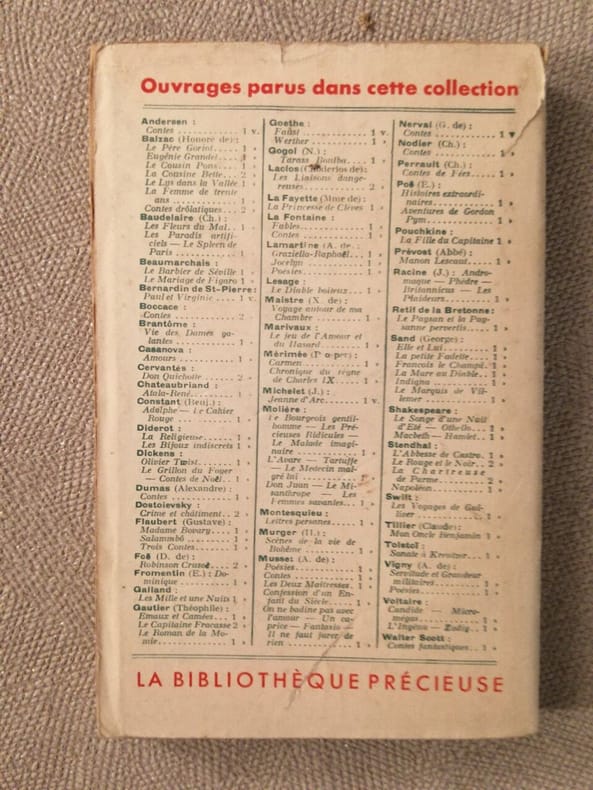 Ouvrages parus dans cette collection
Andersen :
Contes .......... 1 v.
Balzac (Honoré de):
Le Père Goriot..... 1 »
Eugénie Grandet.... 1 »
Le Cousin Pons.... 1 »
La Cousine Bette... 2 »
Le Lys dans la Vallée 1 »
La Femme de trente
ans .............. 1 »
Contes drôlatiques.. 2 »
Baudelaire (Ch.) :
Les Fleurs du Mal... 1 »
Les Paradis artifi-
ciels — Le Spleen de
Paris ............ 1 »
Beaumarchais :
Le Barbier de Séville 1 »
Le Mariage de Figaro 1 »
Bernardin de St-Pierre:
Paul et Virginie .... 1 v.
Boccace :
Contes ............ 2 »
Brantôme :
Vie des Dames ga-
lantes ............ 1 »
Casanova :
Amours .......... 1 »
Cervantès :
Don Quichotte ..... 2 »
Chateaubriand :
Atala-René........ 1 »
Constant (Benj.):
Adolphe — Le Cahier
Rouge ............ 1 »
Diderot :
La Religieuse...... 1 »
Les Bijoux indiscrets 1 »
Dickens :
Olivier Twist...... 1 »
Le Grillon du Foyer
— Contes de Noël.. 1 »
Dumas (Alexandre) :
Contes ............ 1 »
Dostoïevsky :
Crime et châtiment.. 2 »
Flaubert (Gustave) :
Madame Bovary.... 1 »
Salammbô ......... 1 »
Trois Contes....... 1 »
Foë (D. de) :
Robinson Crusoé... 2 »
Fromentin (E.) : Do-
minique .......... 1 »
Galland :
Les Mille et une Nuits 1 »
Gautier (Théophile) :
Emaux et Camées... 1 »
Le Capitaine Fracasse 2 »
Le Roman de la Mo-
mie .............. 1 »
Goethe :
Faust ............ 1 v.
Werther .......... 1 »
Gogol (N.) :
Tarass Boulba..... 1 »
Laclos (Choderlos de):
Les Liaisons dange-
reuses............ 2 »
La Fayette (Mme de) :
La Princesse de Clèves 1 »
La Fontaine :
Fables............ 1 »
Contes ........... 1 »
Lamartine (A. de) :
Graziella-Raphaël... 1 »
Jocelyn .......... 1 »
Poésies........... 1 »
Lesage :
Le Diable boiteux... 1 »
Maistre (X. de) :
Voyage autour de ma
Chambre ......... 1 »
Marivaux :
Le jeu de l'Amour et
du Hasard........ 1 »
Mérimée (Prosper) :
Carmen .......... 1 »
Chronique du règne
de Charles IX..... 1 »
Michelet (J.) :
Jeanne d'Arc...... 1 v.
Molière :
Le Bourgeois gentil-
homme — Les Pré-
cieuses Ridicules —
Le Malade imagi-
naire ............ 1 »
L'Avare — Tartuffe
— Le Médecin mal-
gré lui ........... 1 »
Don Juan — Le Mi-
santhrope — Les
Femmes savantes.. 1 »
Montesquieu :
Lettres persanes.... 1 »
Murger (H.) :
Scènes de la vie de
Bohême .......... 1 »
Musset (A. de) :
Poésies........... 1 »
Contes ........... 1 »
Les Deux Maîtresses. 1 »
Confession d'un En-
fant du Siècle..... 1 »
On ne badine pas avec
l'amour — Un ca-
price — Fantasio —
Il ne faut jurer de
rien ............. 1 »
Nerval (G. de) :
Contes ........... 1 v
Nodier (Ch.) :
Contes ........... 1 »
Perrault (Ch.) :
Contes de Fées..... 1 »
Poë (E.) :
Histoires extraordi-
naires............ 1 »
Aventures de Gordon
Pym............. 1 »
Pouchkine :
La Fille du Capitaine 1 »
Prévost (Abbé) :
Manon Lescaut..... 1 »
Racine (J.) : Andro-
maque — Phèdre —
Britannicus — Les
Plaideurs......... 1 »
Retif de la Bretonne:
Le Paysan et la Pay-
sanne pervertis.... 1 »
Sand (George) :
Elle et Lui........ 1 »
La petite Fadette... 1 »
François le Champi. 1 »
La Mare au Diable.. 1 »
Indiana .......... 1 »
Le Marquis de Vil-
lemer ............ 1 »
Shakespeare :
Le Songe d'une Nuit
d'Eté — Othello... 1 »
Macbeth — Hamlet.. 1 »
Stendhal :
L'Abbesse de Castro. 1 »
Le Rouge et le Noir.. 2 »
La Chartreuse
de Parme......... 2 »
Napoléon......... 1 »
Swift :
Les Voyages de Gul-
liver ............ 1 »
Tillier (Claude):
Mon Oncle Benjamin 1 »
Tolstoï :
Sonate à Kreutzer... 1 »
Vigny (A. de) :
Servitude et Grandeur
militaires......... 1 »
Poésies........... 1 »
Voltaire :
Candide — Micro-
mégas............ 1 »
L'Ingénu — Zadig... 1 »
Walter Scott :
Contes fantastiques.. 1 »
LA BIBLIOTHÈQUE PRÉCIEUSE